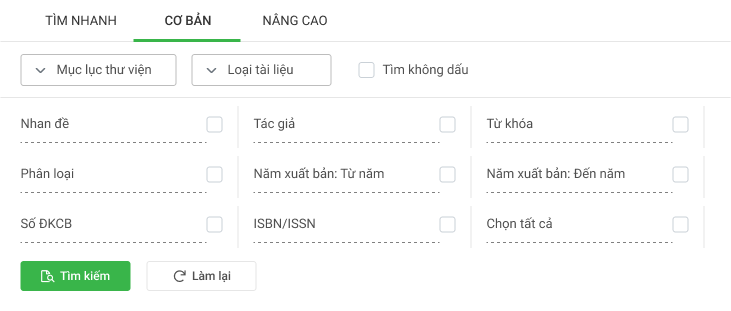 TÌM NHANH CƠ BẢN NÂNG CAO
Mục lục thư viện Loại tài liệu Tìm không dấu
Nhan đề Tác giả Từ khóa
Phân loại Năm xuất bản: Từ năm Năm xuất bản: Đến năm
Số ĐKCB ISBN/ISSN Chọn tất cả
Tìm kiếm Làm lại